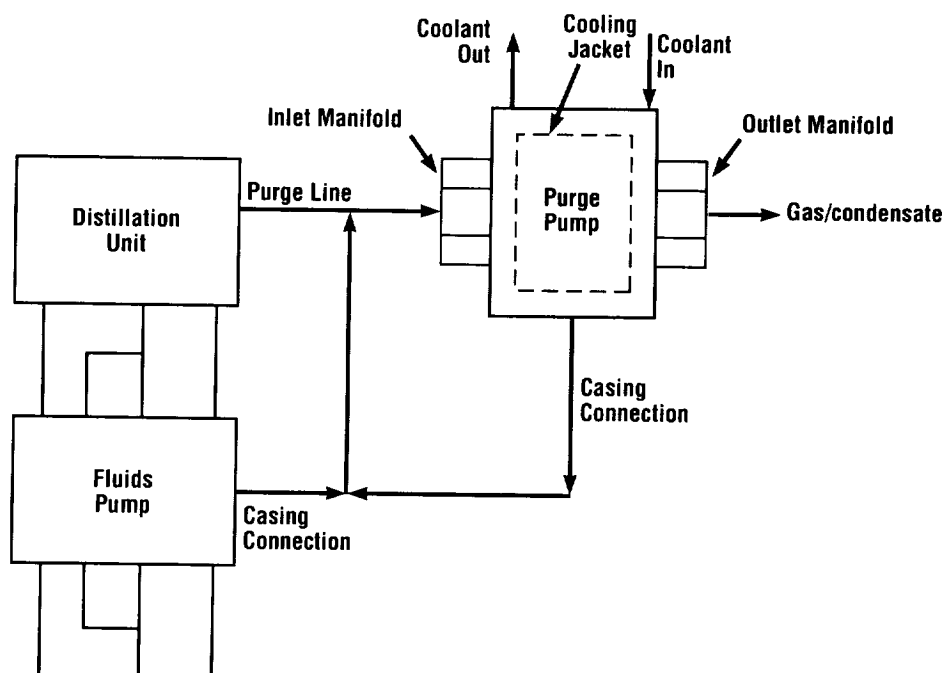 Coolant
Out
Cooling
Jacket
Coolant
In
Inlet Manifold
Outlet Manifold
Distillation
Unit
Purge Line
Purge
Pump
Gas/condensate
Casing
Connection
Fluids
Pump
Casing
Connection